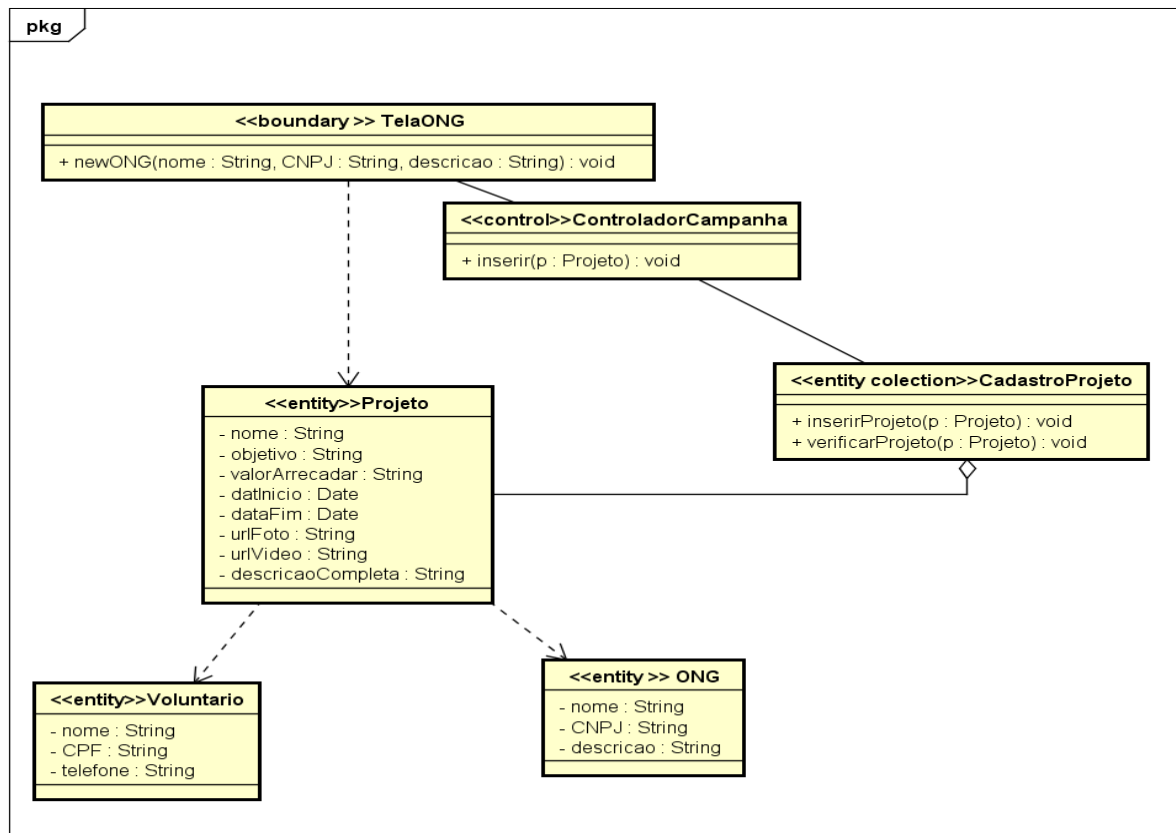 pkg
<<boundary >> TelaONG
+ newONG(nome : String, CNPJ : String, descricao : String) : void
<<control>>ControladorCampanha
+ inserir(p : Projeto) : void
<<entity colection>>CadastroProjeto
+ inserirProjeto(p : Projeto) : void
+ verificarProjeto(p : Projeto) : void
<<entity>>Projeto
- nome : String
- objetivo : String
- valorArrecadar : String
- datInicio : Date
- dataFim : Date
- urlFoto : String
- urlVideo : String
- descricaoCompleta : String
<<entity>>Voluntario
- nome : String
- CPF : String
- telefone : String
<<entity >> ONG
- nome : String
- CNPJ : String
- descricao : String